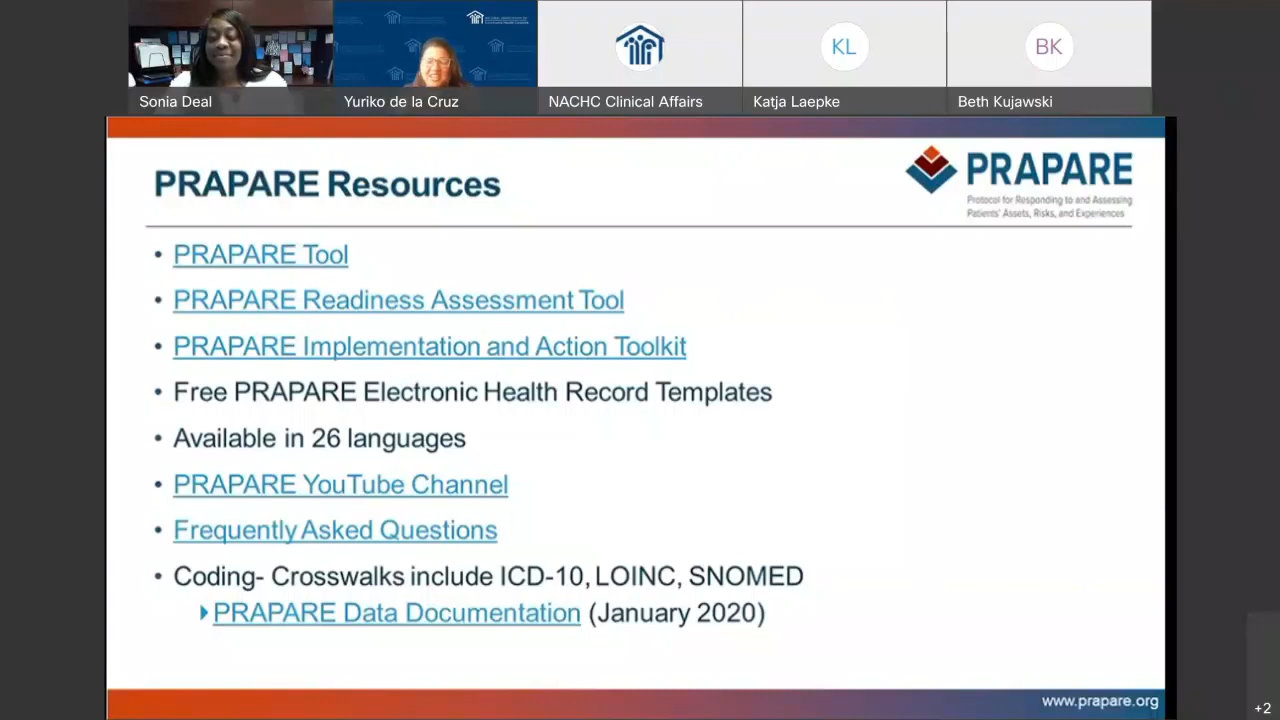 Sonia Deal
Yuriko de la Cruz
NACHC Clinical Affairs
KL
Katja Laepke
BK
Beth Kujawski
PRAPARE Resources
PRAPARE
Protocol for Responding to and Assessing
Patients' Assets, Risks, and Experiences
• PRAPARE Tool
• PRAPARE Readiness Assessment Tool
• PRAPARE Implementation and Action Toolkit
• Free PRAPARE Electronic Health Record Templates
• Available in 26 languages
• PRAPARE YouTube Channel
• Frequently Asked Questions
• Coding- Crosswalks include ICD-10, LOINC, SNOMED
PRAPARE Data Documentation (January 2020)
www.prapare.org
+2